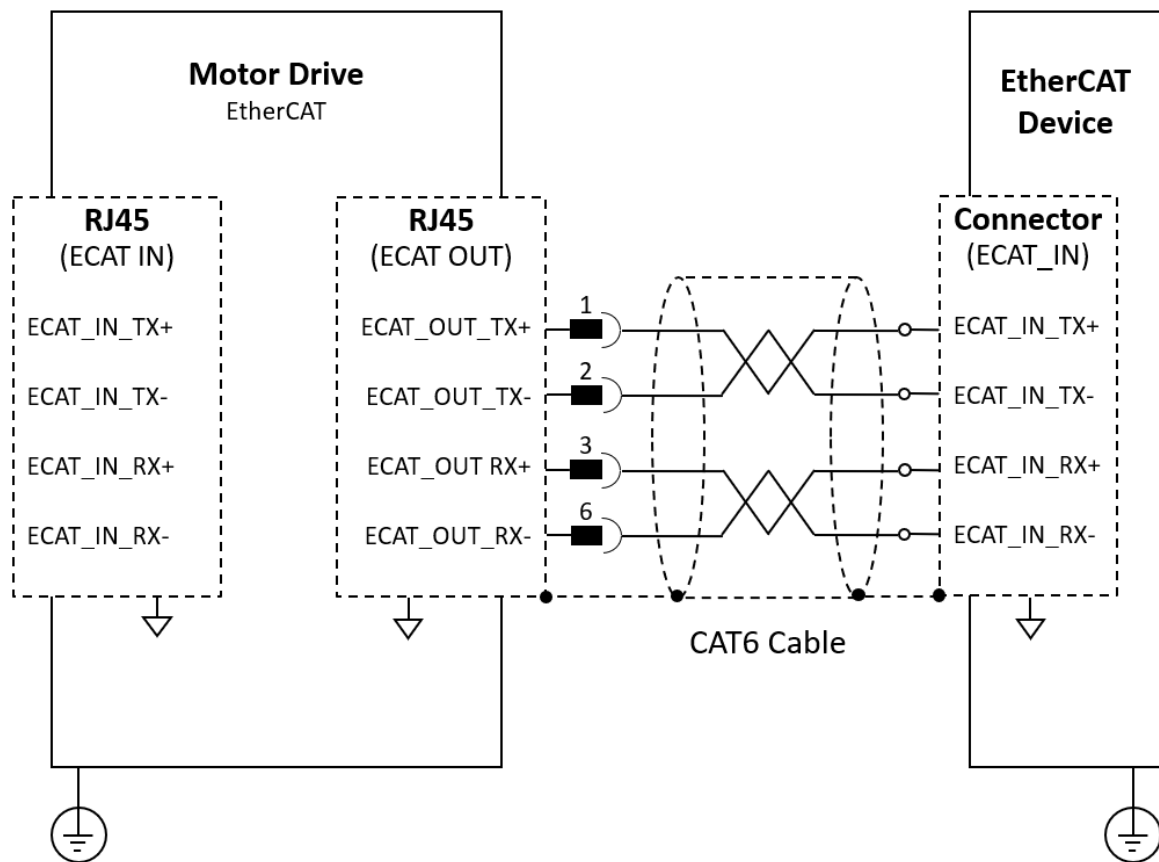 Motor Drive
EtherCAT
EtherCAT
Device
RJ45
(ECAT IN)
ECAT_IN_TX+
ECAT_IN_TX-
ECAT_IN_RX+
ECAT_IN_RX-
RJ45
(ECAT OUT)
ECAT_OUT_TX+
ECAT_OUT_TX-
ECAT_OUT RX+
ECAT_OUT_RX-
1
2
3
6
CAT6 Cable
Connector
(ECAT_IN)
ECAT_IN_TX+
ECAT_IN_TX-
ECAT_IN_RX+
ECAT_IN_RX-